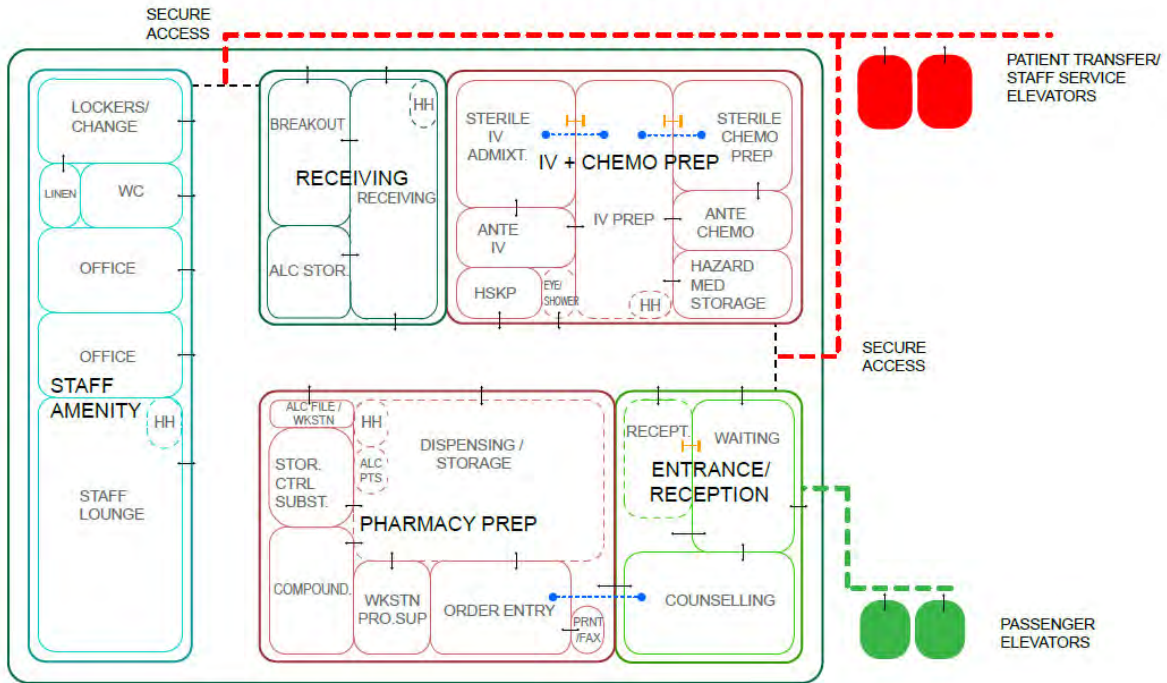 SECURE
ACCESS
PATIENT TRANSFER/
STAFF SERVICE
ELEVATORS
LOCKERS/
CHANGE
LINEN
WC
OFFICE
OFFICE
STAFF
AMENITY
HH
STAFF
LOUNGE
BREAKOUT
HH
RECEIVING
RECEIVING
ALC STOR.
STERILE
IV
ADMIXT.
STERILE
CHEMO
PREP
IV + CHEMO PREP
IV PREP
ANTE
IV
ANTE
CHEMO
HSKP
EYE/
SHOWER
HH
HAZARD
MED
STORAGE
SECURE
ACCESS
ALC FILE /
WKSTN
HH
DISPENSING /
STORAGE
STOR.
CTRL
SUBST.
ALC
PTS
PHARMACY PREP
COMPOUND.
WKSTN
PRO.SUP
ORDER ENTRY
PRNT
/FAX
RECEPT.
WAITING
ENTRANCE/
RECEPTION
COUNSELLING
PASSENGER
ELEVATORS